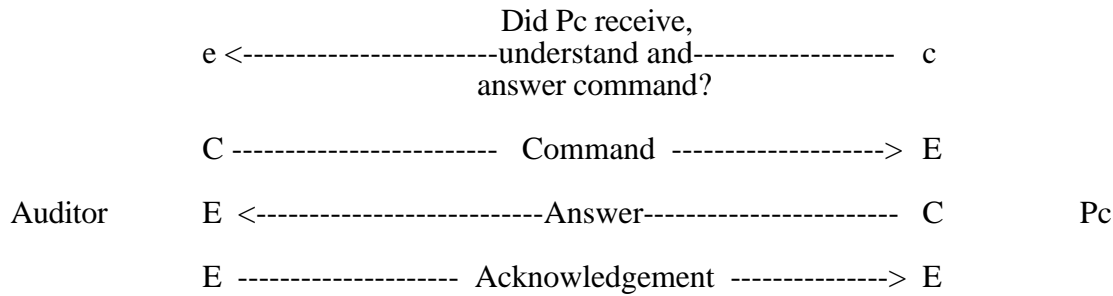 Did Pc receive,
e <------------------------understand and------------------- c
answer command?
C ------------------------- Command --------------------> E
Auditor E <---------------------------Answer------------------------ C Pc
E --------------------- Acknowledgement ---------------> E